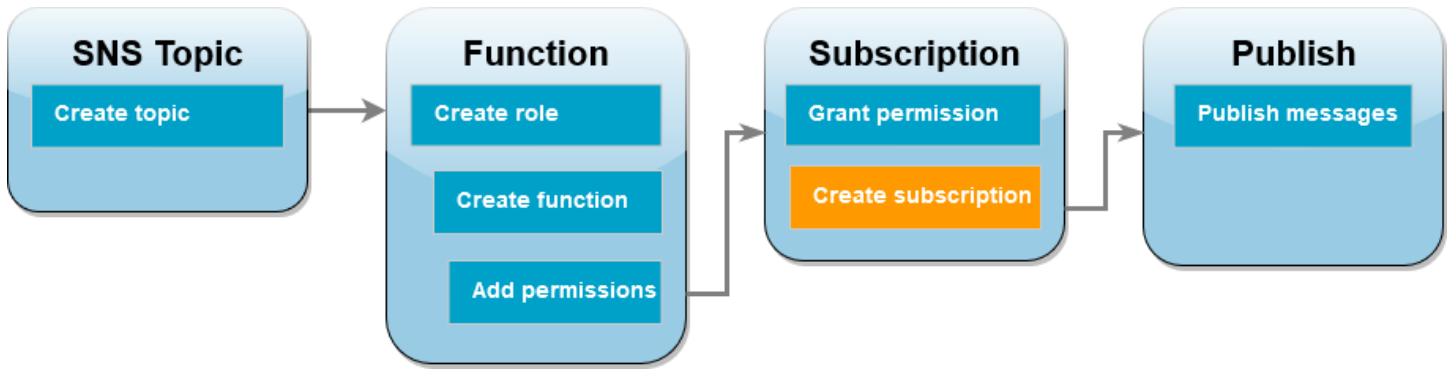 SNS Topic
Create topic
Function
Create role
Create function
Add permissions
Subscription
Grant permission
Create subscription
Publish
Publish messages